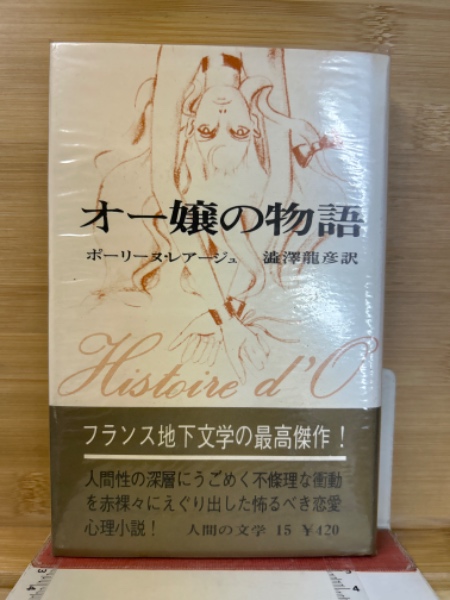 オー嬢の物語
ポーリーヌ・レアージュ 澁澤龍彦訳
Histoire d'O
フランス地下文学の最高傑作!
人間性の深層にうごめく不條理な衝動
を赤裸々にえぐり出した怖るべき恋愛
心理小説! 人間の文学 15 ¥420